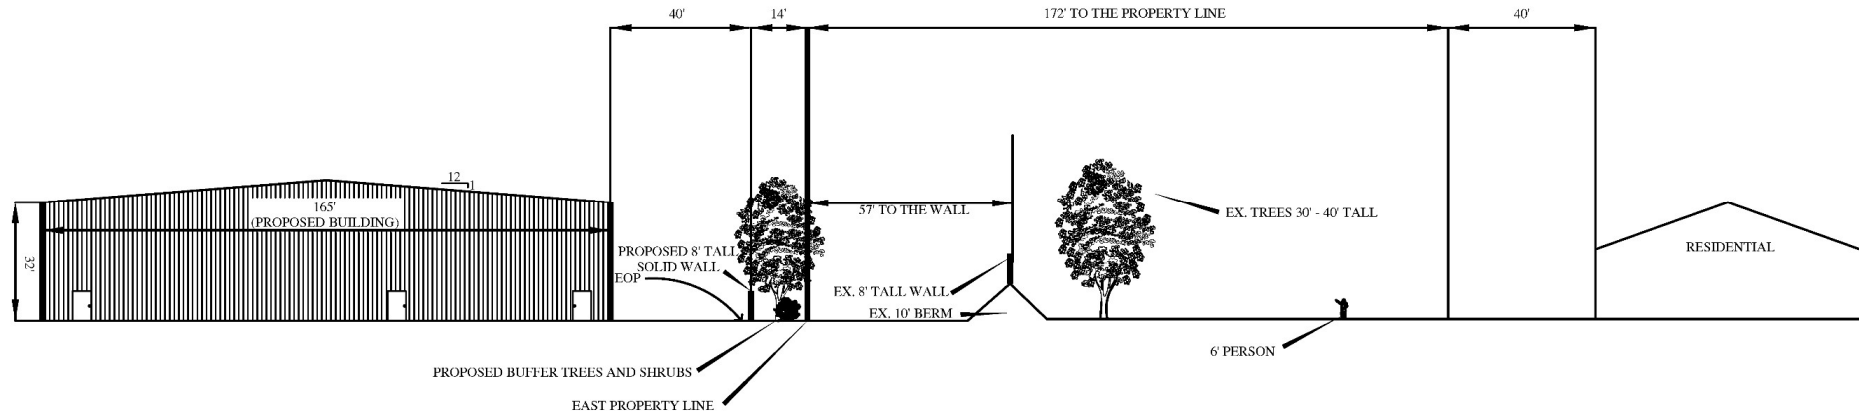 40'
14'
172' TO THE PROPERTY LINE
40'
12
1
165'
(PROPOSED BUILDING)
32'
PROPOSED 8' TALL
SOLID WALL
EOP
57' TO THE WALL
EX. TREES 30' - 40' TALL
RESIDENTIAL
EX. 8' TALL WALL
EX. 10' BERM
6' PERSON
PROPOSED BUFFER TREES AND SHRUBS
EAST PROPERTY LINE